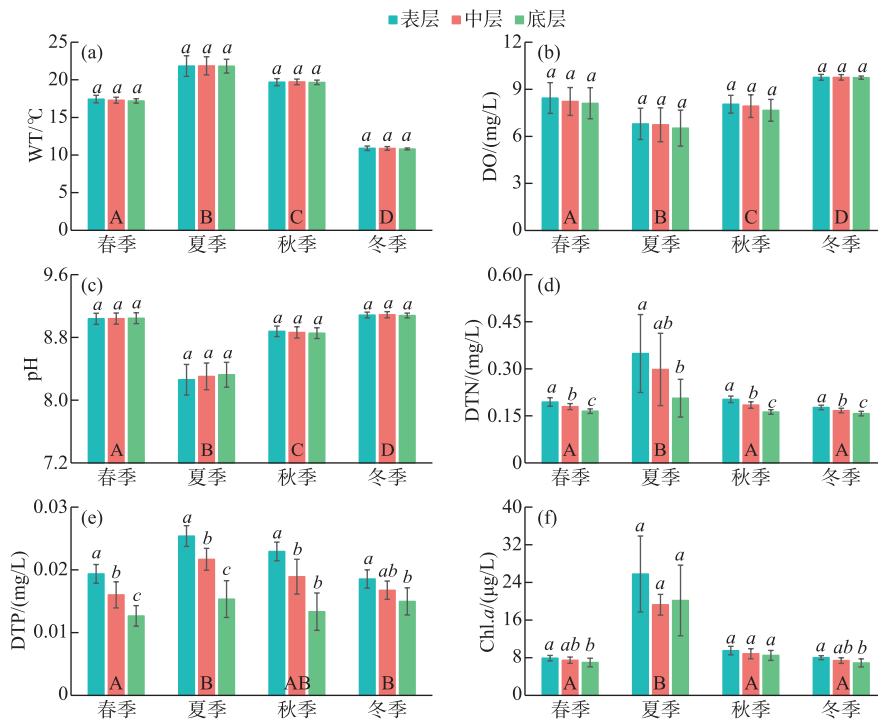 表层 中层 底层
(a)
WT/℃
25
20
15
10
5
0
a a a
a a a
a a a
a a a
A B C D
春季 夏季 秋季 冬季
(b)
DO/(mg/L)
12
9
6
3
0
a a a
a a a
a a a
a a a
A B C D
春季 夏季 秋季 冬季
(c)
pH
9.6
8.8
8.0
7.2
a a a
a a a
a a a
a a a
A B C D
春季 夏季 秋季 冬季
(d)
DTN/(mg/L)
0.60
0.45
0.30
0.15
0
a b c
a ab b
a b c
a b c
A B A A
春季 夏季 秋季 冬季
(e)
DTP/(mg/L)
0.03
0.02
0.01
0
a b c
a b c
a b b
a ab b
A B AB B
春季 夏季 秋季 冬季
(f)
Chl.a/(μg/L)
40
32
24
16
8
0
a ab b
a a a
a a a
a ab b
A B A A
春季 夏季 秋季 冬季